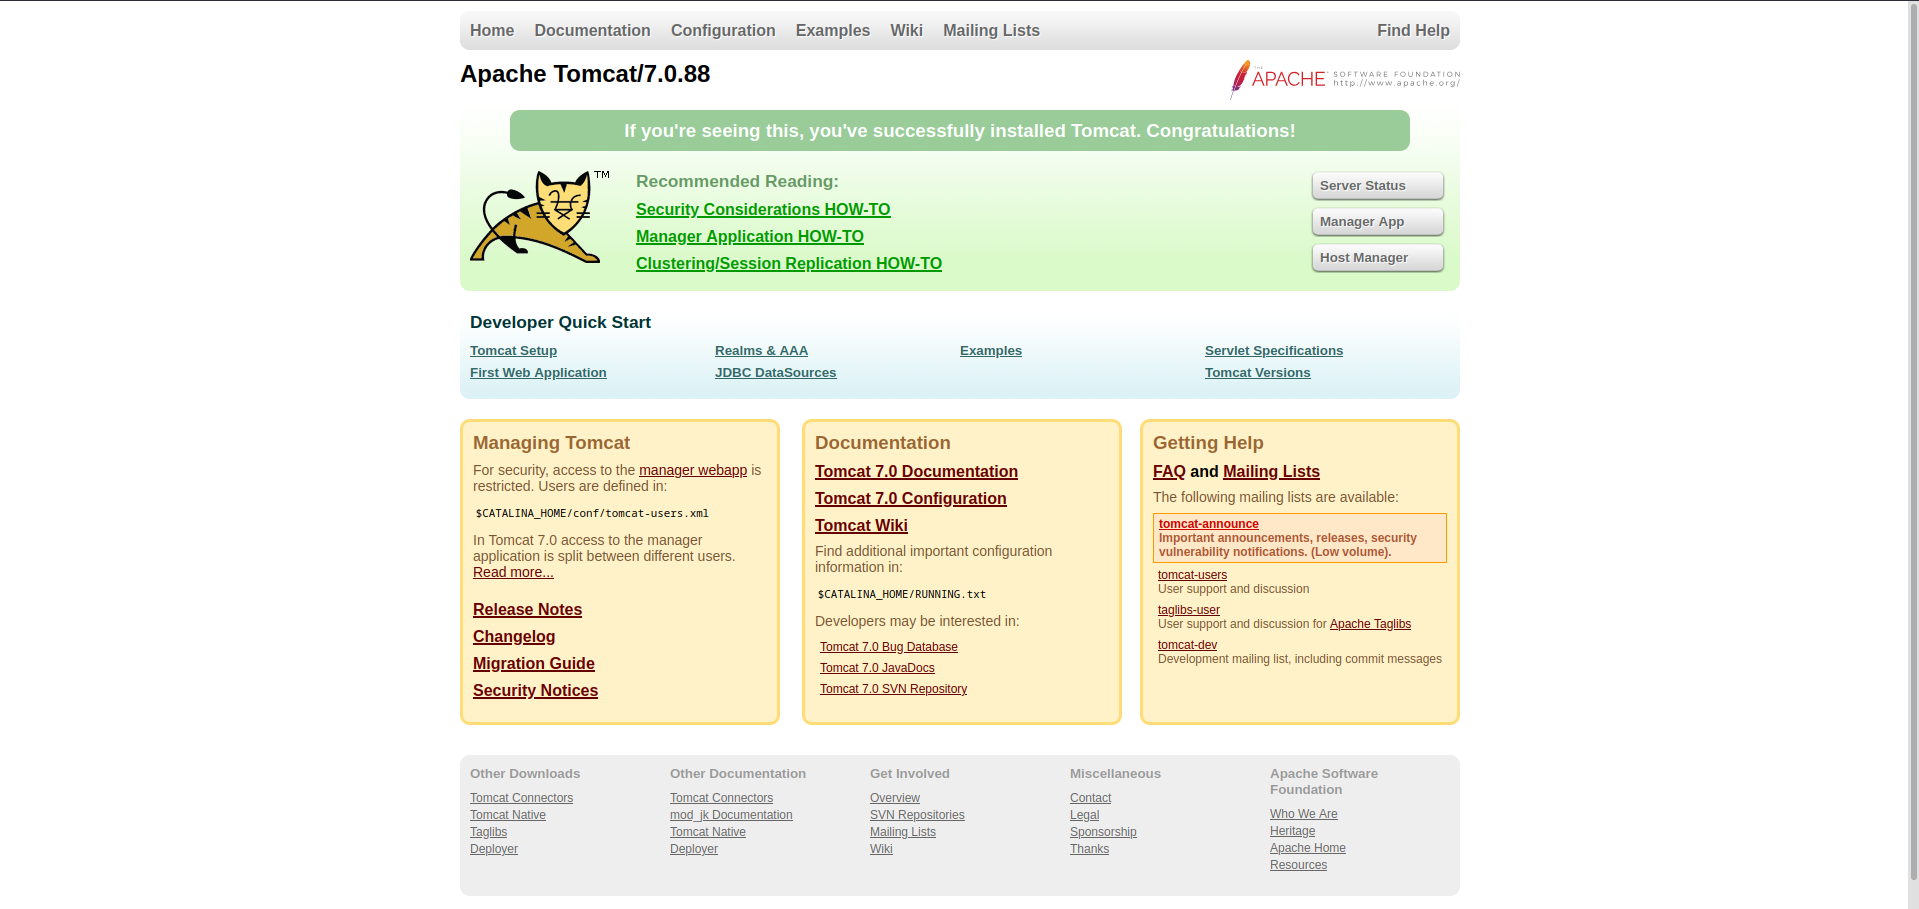 Home Documentation Configuration Examples Wiki Mailing Lists Find Help
Apache Tomcat/7.0.88
THE
APACHE SOFTWARE FOUNDATION
http://www.apache.org/
If you're seeing this, you've successfully installed Tomcat. Congratulations!
TM
Recommended Reading:
Security Considerations HOW-TO
Manager Application HOW-TO
Clustering/Session Replication HOW-TO
Server Status
Manager App
Host Manager
Developer Quick Start
Tomcat Setup
First Web Application
Realms & AAA
JDBC DataSources
Examples
Servlet Specifications
Tomcat Versions
Managing Tomcat
For security, access to the manager webapp is
restricted. Users are defined in:
$CATALINA_HOME/conf/tomcat-users.xml
In Tomcat 7.0 access to the manager
application is split between different users.
Read more...
Release Notes
Changelog
Migration Guide
Security Notices
Documentation
Tomcat 7.0 Documentation
Tomcat 7.0 Configuration
Tomcat Wiki
Find additional important configuration
information in:
$CATALINA_HOME/RUNNING.txt
Developers may be interested in:
Tomcat 7.0 Bug Database
Tomcat 7.0 JavaDocs
Tomcat 7.0 SVN Repository
Getting Help
FAQ and Mailing Lists
The following mailing lists are available:
tomcat-announce
Important announcements, releases, security
vulnerability notifications. (Low volume).
tomcat-users
User support and discussion
taglibs-user
User support and discussion for Apache Taglibs
tomcat-dev
Development mailing list, including commit messages
Other Downloads
Tomcat Connectors
Tomcat Native
Taglibs
Deployer
Other Documentation
Tomcat Connectors
mod_jk Documentation
Tomcat Native
Deployer
Get Involved
Overview
SVN Repositories
Mailing Lists
Wiki
Miscellaneous
Contact
Legal
Sponsorship
Thanks
Apache Software
Foundation
Who We Are
Heritage
Apache Home
Resources